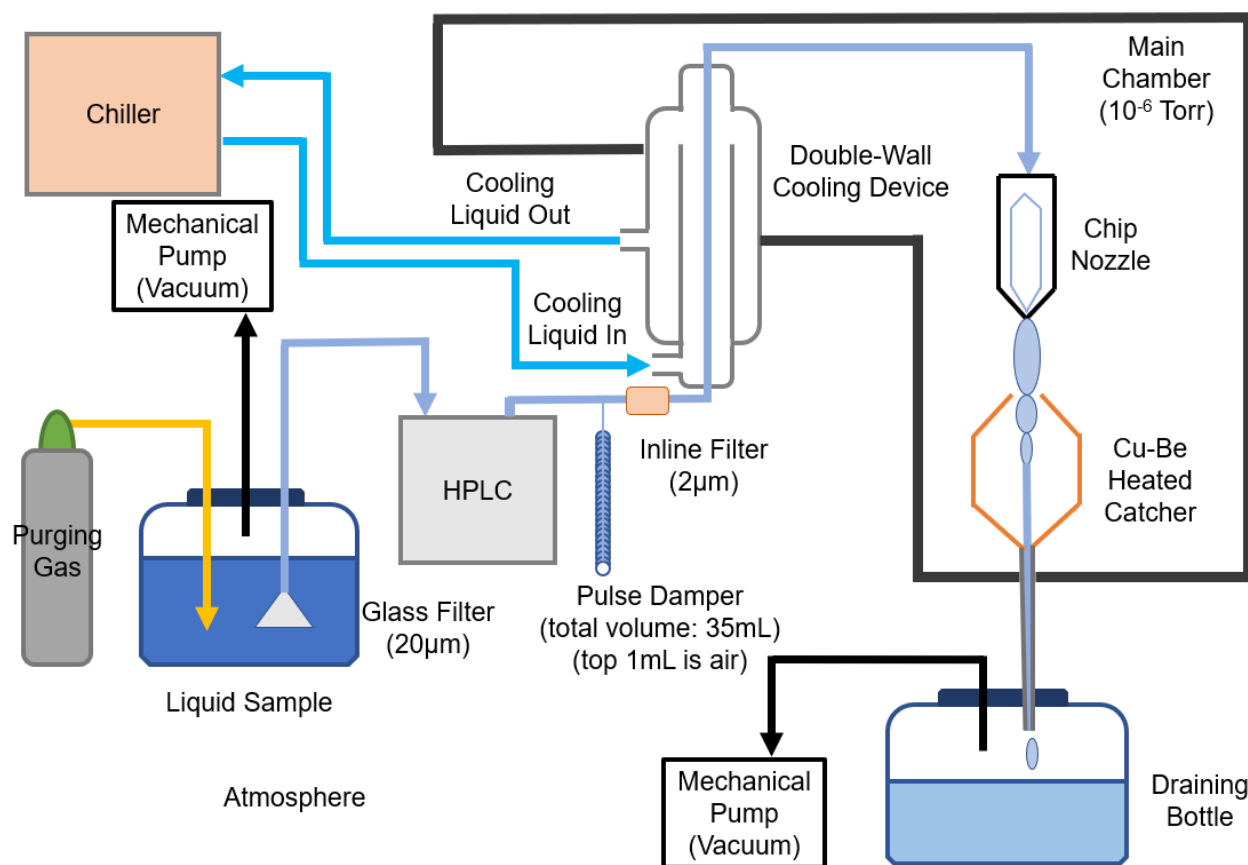 Chiller
Mechanical
Pump
(Vacuum)
Cooling
Liquid Out
Cooling
Liquid In
Double-Wall
Cooling Device
Main
Chamber
(10⁻⁶ Torr)
Chip
Nozzle
Purging
Gas
HPLC
Inline Filter
(2µm)
Cu-Be
Heated
Catcher
Glass Filter
(20µm)
Pulse Damper
(total volume: 35mL)
(top 1mL is air)
Liquid Sample
Atmosphere
Mechanical
Pump
(Vacuum)
Draining
Bottle